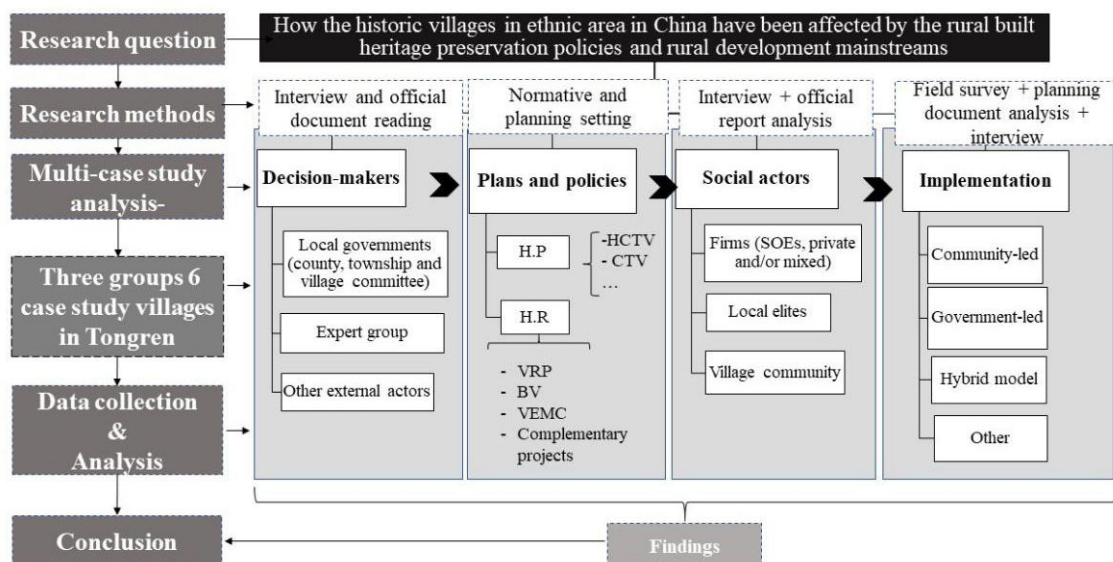 Research question
How the historic villages in ethnic area in China have been affected by the rural built
heritage preservation policies and rural development mainstreams
Research methods
Interview and official
document reading
Normative and
planning setting
Interview + official
report analysis
Field survey + planning
document analysis +
interview
Multi-case study
analysis-
Three groups 6
case study villages
in Tongren
Data collection
&
Analysis
Conclusion
Decision-makers
Local governments
(county, township and
village committee)
Expert group
Other external actors
Plans and policies
H.P
-HCTV
- CTV
...
H.R
- VRP
- BV
- VEMC
- Complementary
projects
Social actors
Firms (SOEs, private
and/or mixed)
Local elites
Village community
Implementation
Community-led
Government-led
Hybrid model
Other
Findings